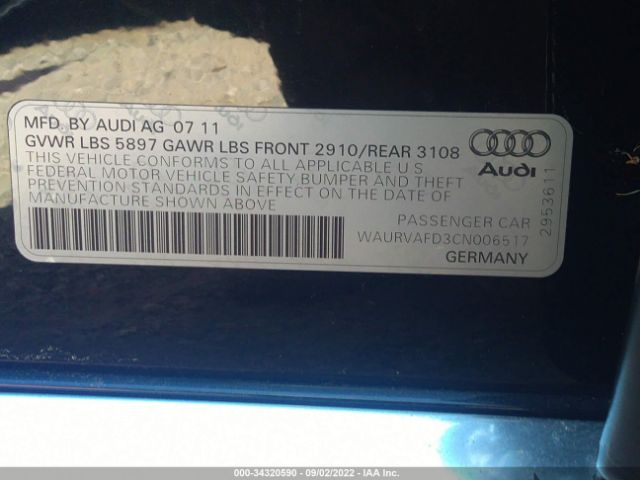 MFD. BY AUDI AG 07 11
GVWR LBS 5897 GAWR LBS FRONT 2910/REAR 3108
THIS VEHICLE CONFORMS TO ALL APPLICABLE U S
FEDERAL MOTOR VEHICLE SAFETY,BUMPER AND THEFT
PREVENTION STANDARDS IN EFFECT ON THE DATE OF
MANUFACTURE SHOWN ABOVE
Audi
2953611
PASSENGER CAR
WAURVAFD3CN006517
GERMANY
000-34320590 - 09/02/2022 - IAAI.com